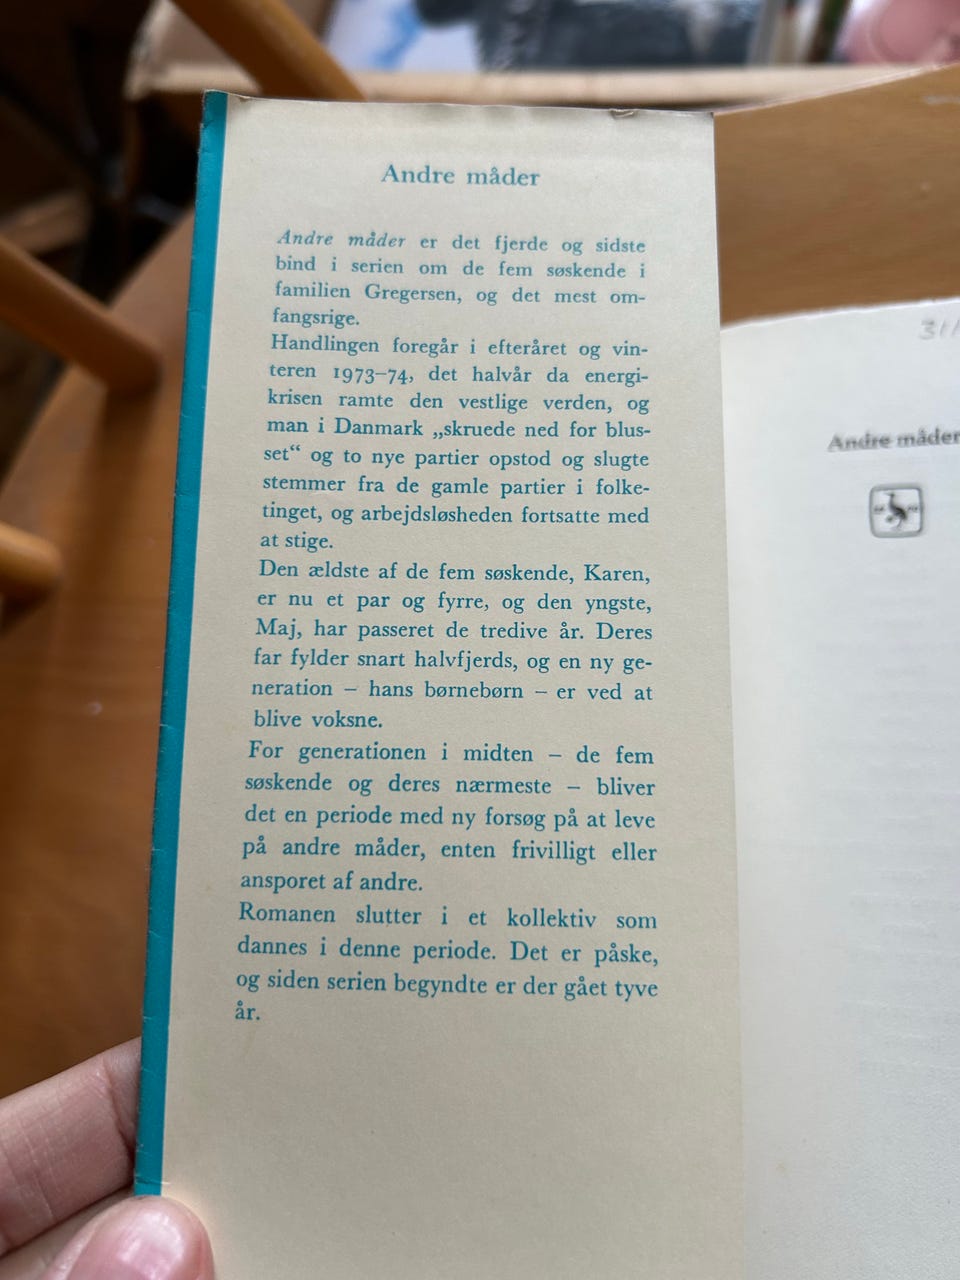 Andre måder
Andre måder er det fjerde og sidste
bind i serien om de fem søskende i
familien Gregersen, og det mest om-
fangsrige.
Handlingen foregår i efteråret og vin-
teren 1973–74, det halvår da energi-
krisen ramte den vestlige verden, og
man i Danmark „skruede ned for blus-
set“ og to nye partier opstod og slugte
stemmer fra de gamle partier i folke-
tinget, og arbejdsløsheden fortsatte med
at stige.
Den ældste af de fem søskende, Karen,
er nu et par og fyrre, og den yngste,
Maj, har passeret de tredive år. Deres
far fylder snart halvfjerds, og en ny ge-
neration – hans børnebørn – er ved at
blive voksne.
For generationen i midten – de fem
søskende og deres nærmeste – bliver
det en periode med ny forsøg på at leve
på andre måder, enten frivilligt eller
ansporet af andre.
Romanen slutter i et kollektiv som
dannes i denne periode. Det er påske,
og siden serien begyndte er der gået tyve
år.
31/
Andre måder